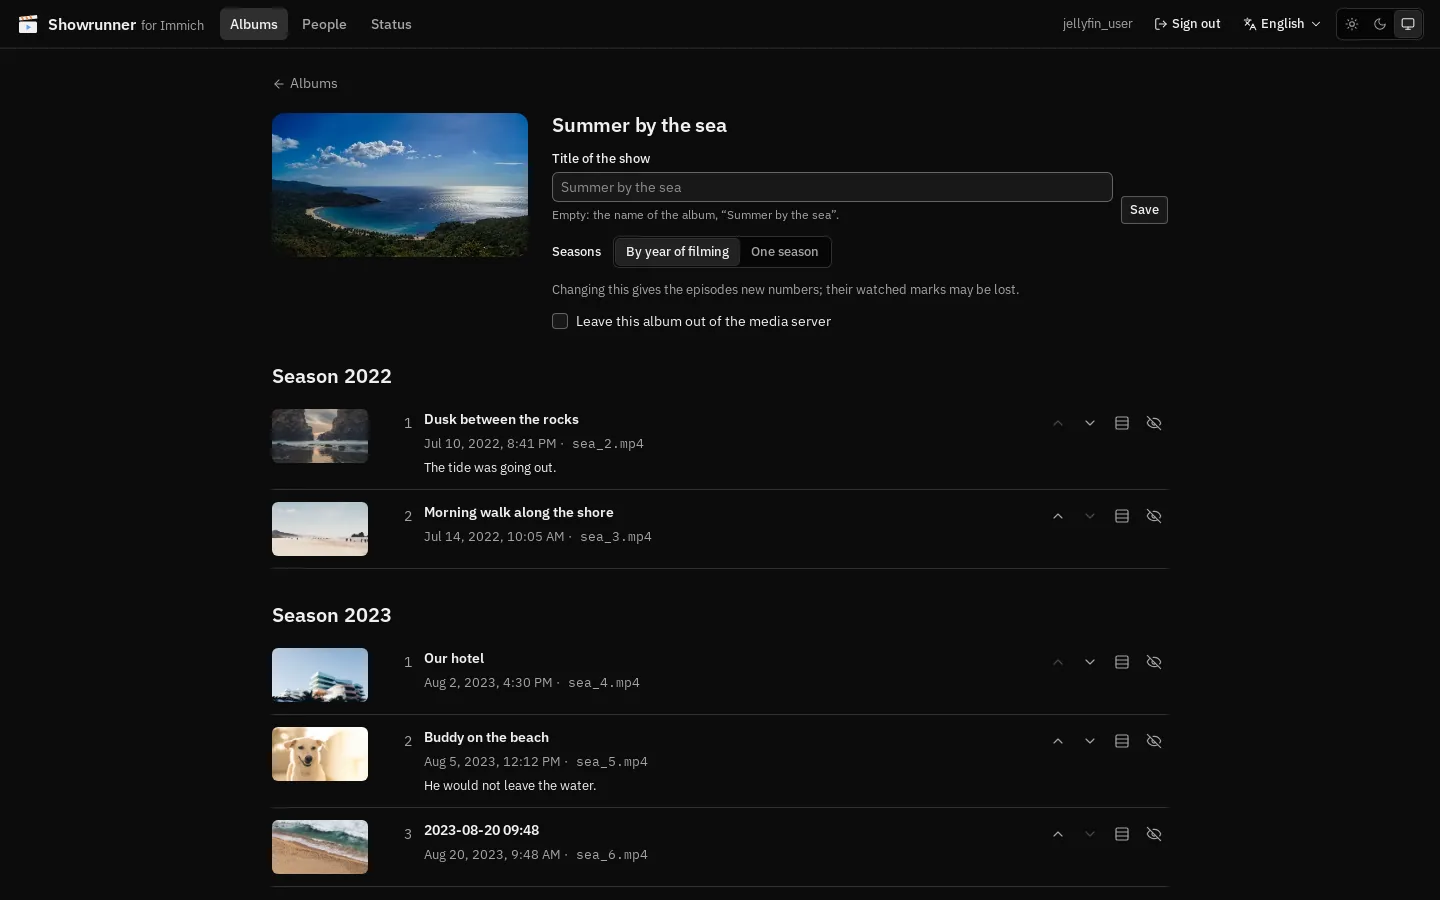 Showrunner for Immich Albums People Status jellyfin_user Sign out English
Albums
Summer by the sea
Title of the show
Summer by the sea
Empty: the name of the album, “Summer by the sea”.
Save
Seasons By year of filming One season
Changing this gives the episodes new numbers; their watched marks may be lost.
Leave this album out of the media server
Season 2022
1 Dusk between the rocks
Jul 10, 2022, 8:41 PM · sea_2.mp4
The tide was going out.
2 Morning walk along the shore
Jul 14, 2022, 10:05 AM · sea_3.mp4
Season 2023
1 Our hotel
Aug 2, 2023, 4:30 PM · sea_4.mp4
2 Buddy on the beach
Aug 5, 2023, 12:12 PM · sea_5.mp4
He would not leave the water.
3 2023-08-20 09:48
Aug 20, 2023, 9:48 AM · sea_6.mp4